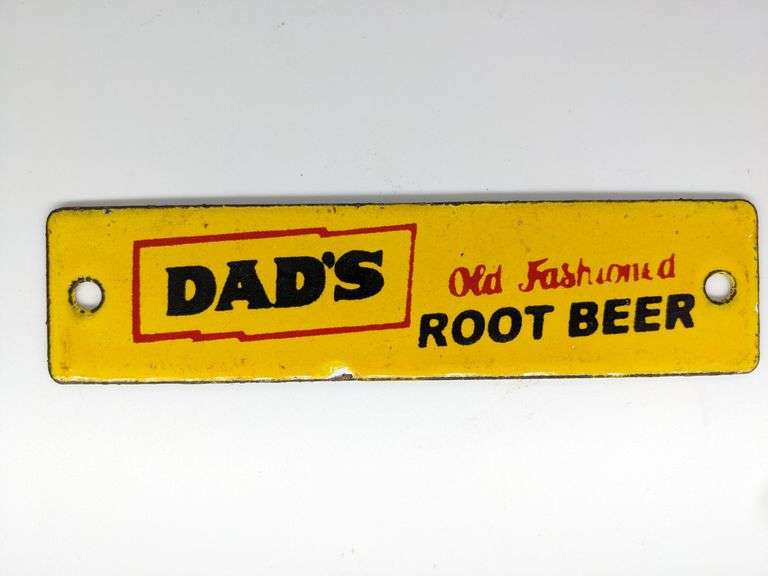 DAD'S
Old Fashioned
ROOT BEER